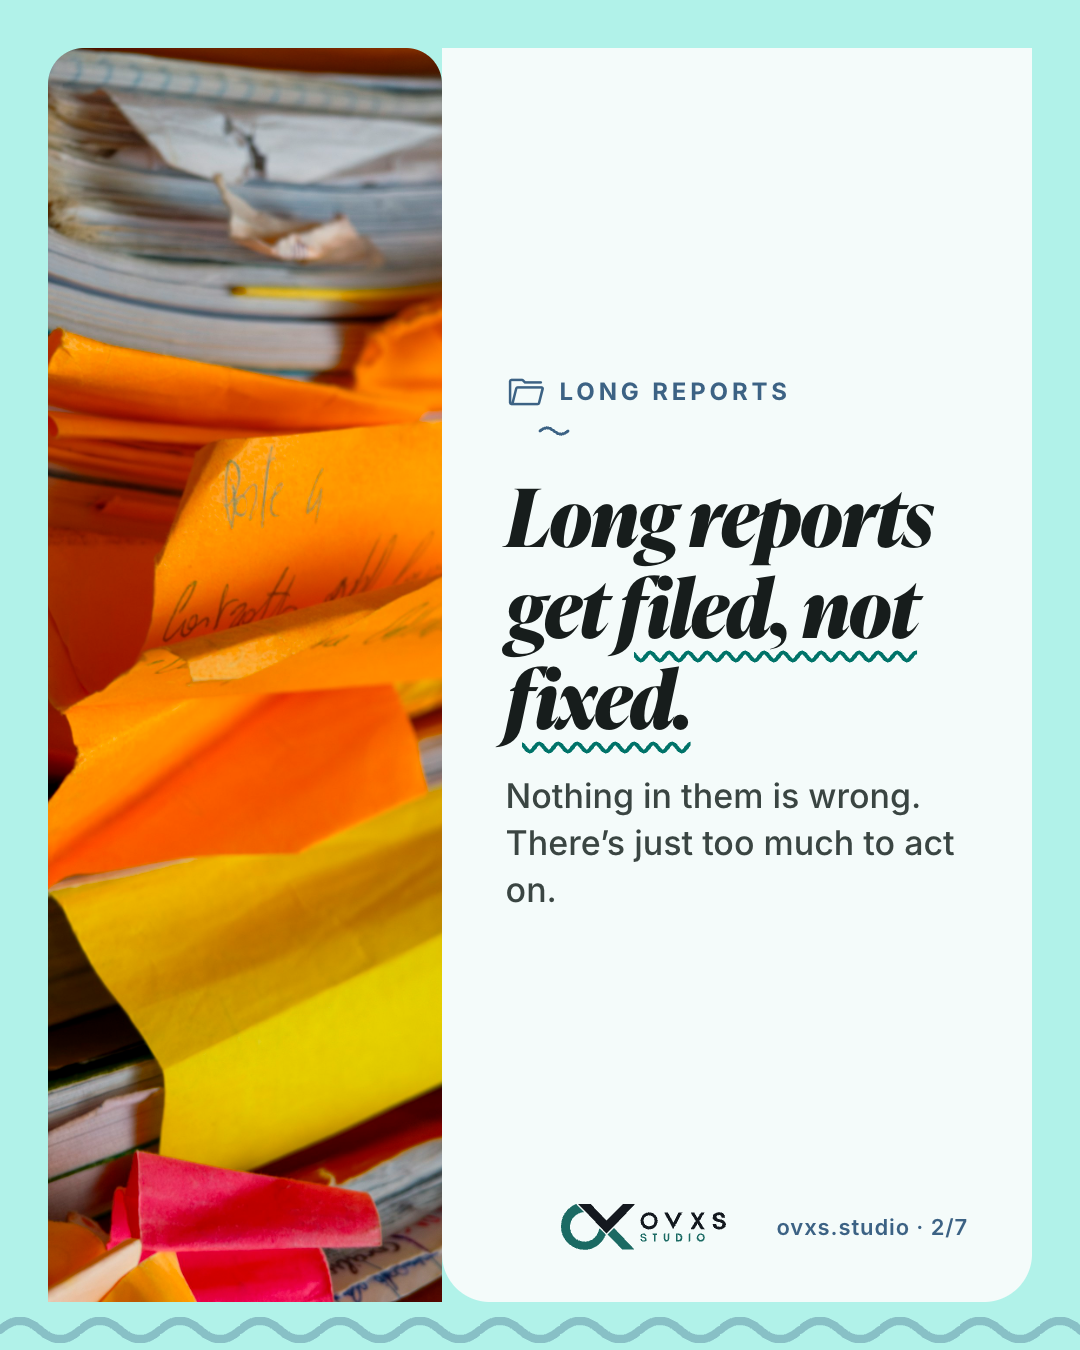 LONG REPORTS
Long reports
get filed, not
fixed.
Nothing in them is wrong.
There’s just too much to act
on.
OVXS
STUDIO
ovxs.studio · 2/7